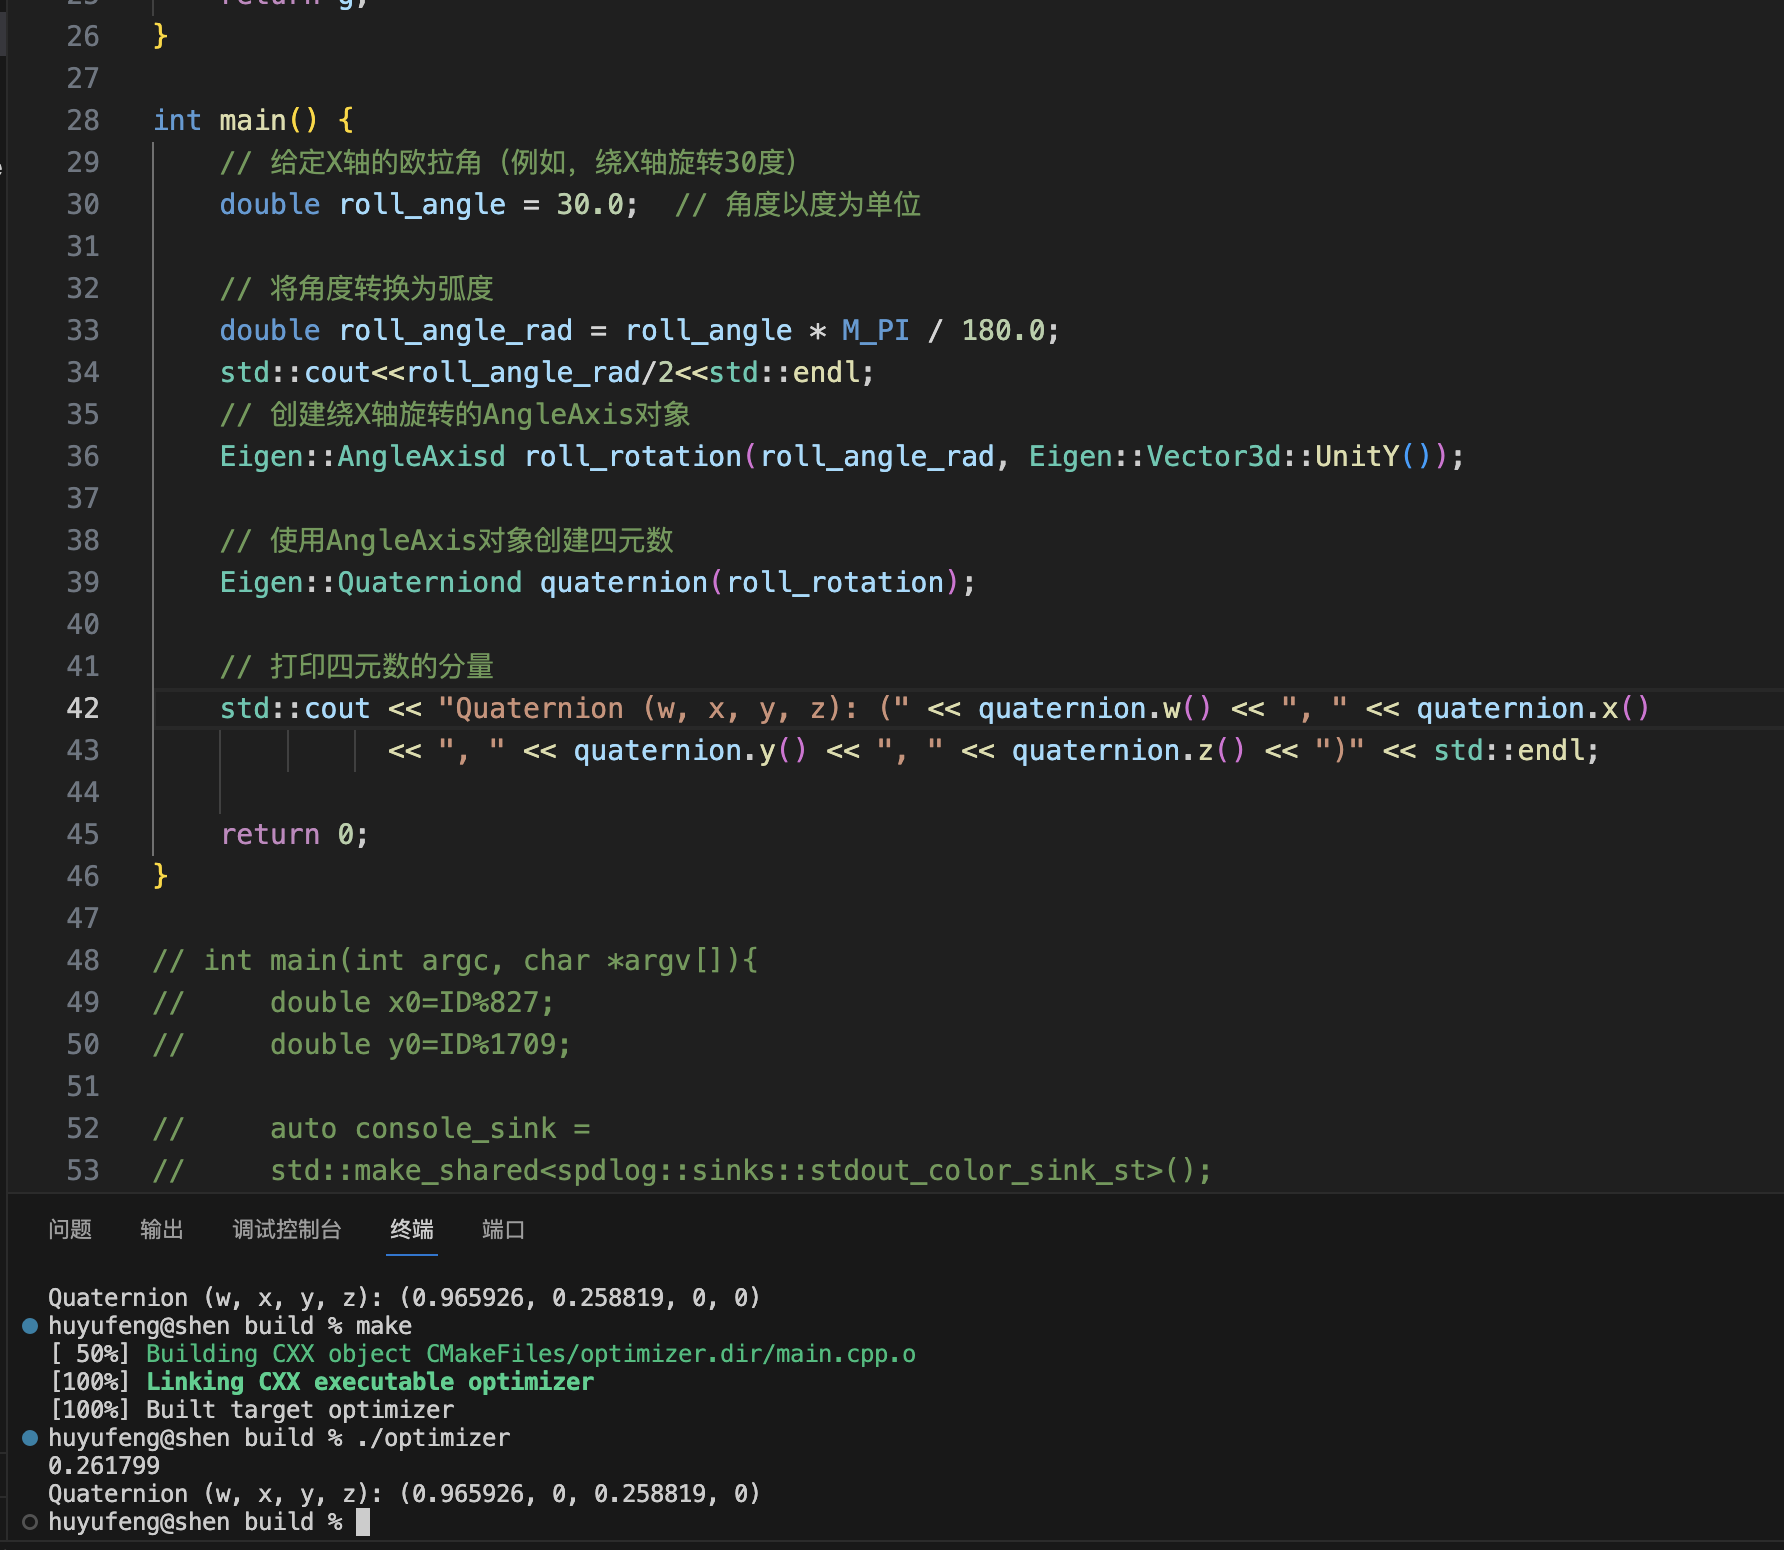 26 }
27
28 int main() {
29 // 给定X轴的欧拉角（例如，绕X轴旋转30度）
30 double roll_angle = 30.0; // 角度以度为单位
31
32 // 将角度转换为弧度
33 double roll_angle_rad = roll_angle * M_PI / 180.0;
34 std::cout<<roll_angle_rad/2<<std::endl;
35 // 创建绕X轴旋转的AngleAxis对象
36 Eigen::AngleAxisd roll_rotation(roll_angle_rad, Eigen::Vector3d::UnitY());
37
38 // 使用AngleAxis对象创建四元数
39 Eigen::Quaterniond quaternion(roll_rotation);
40
41 // 打印四元数的分量
42 std::cout << "Quaternion (w, x, y, z): (" << quaternion.w() << ", " << quaternion.x()
43 << ", " << quaternion.y() << ", " << quaternion.z() << ")" << std::endl;
44
45 return 0;
46 }
47
48 // int main(int argc, char *argv[]){
49 // double x0=ID%827;
50 // double y0=ID%1709;
51
52 // auto console_sink =
53 // std::make_shared<spdlog::sinks::stdout_color_sink_st>();
问题 输出 调试控制台 终端 端口
Quaternion (w, x, y, z): (0.965926, 0.258819, 0, 0)
huyufeng@shen build % make
[ 50%] Building CXX object CMakeFiles/optimizer.dir/main.cpp.o
[100%] Linking CXX executable optimizer
[100%] Built target optimizer
huyufeng@shen build % ./optimizer
0.261799
Quaternion (w, x, y, z): (0.965926, 0, 0.258819, 0)
huyufeng@shen build %